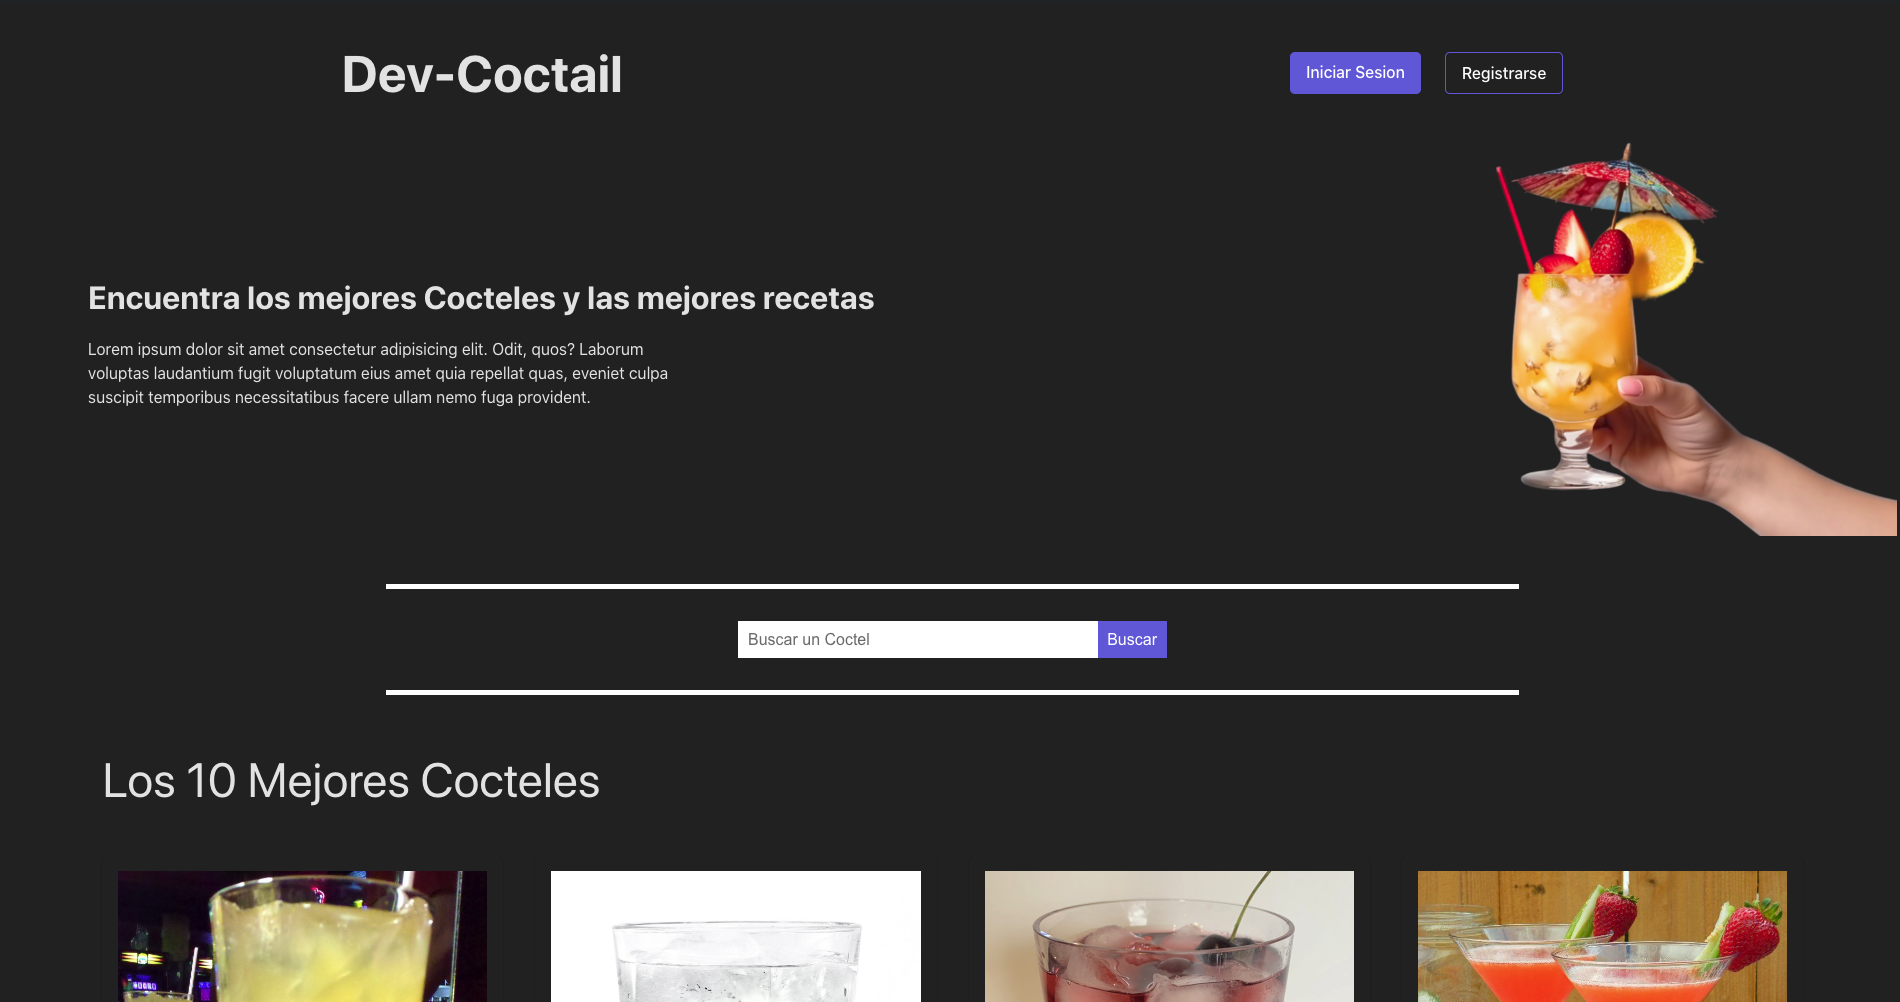 Dev-Coctail
Iniciar Sesion
Registrarse
Encuentra los mejores Cocteles y las mejores recetas
Lorem ipsum dolor sit amet consectetur adipisicing elit. Odit, quos? Laborum
voluptas laudantium fugit voluptatum eius amet quia repellat quas, eveniet culpa
suscipit temporibus necessitatibus facere ullam nemo fuga provident.
Buscar un Coctel
Buscar
Los 10 Mejores Cocteles